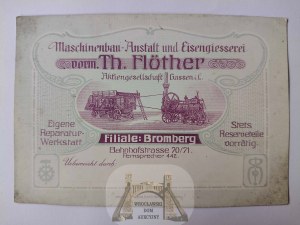 Maschinenbau-Anstalt und Eisengiesserei
vorm. Th. Flöther
Aktiengesellschaft Gassen i.L.
Eigene
Reparatur-
Werkstatt.
Stets
Reserveteile
vorrätig.
Filiale: Bromberg
Bahnhofstrasse 70/71.
Fernsprecher 442.
Ueberreicht durch